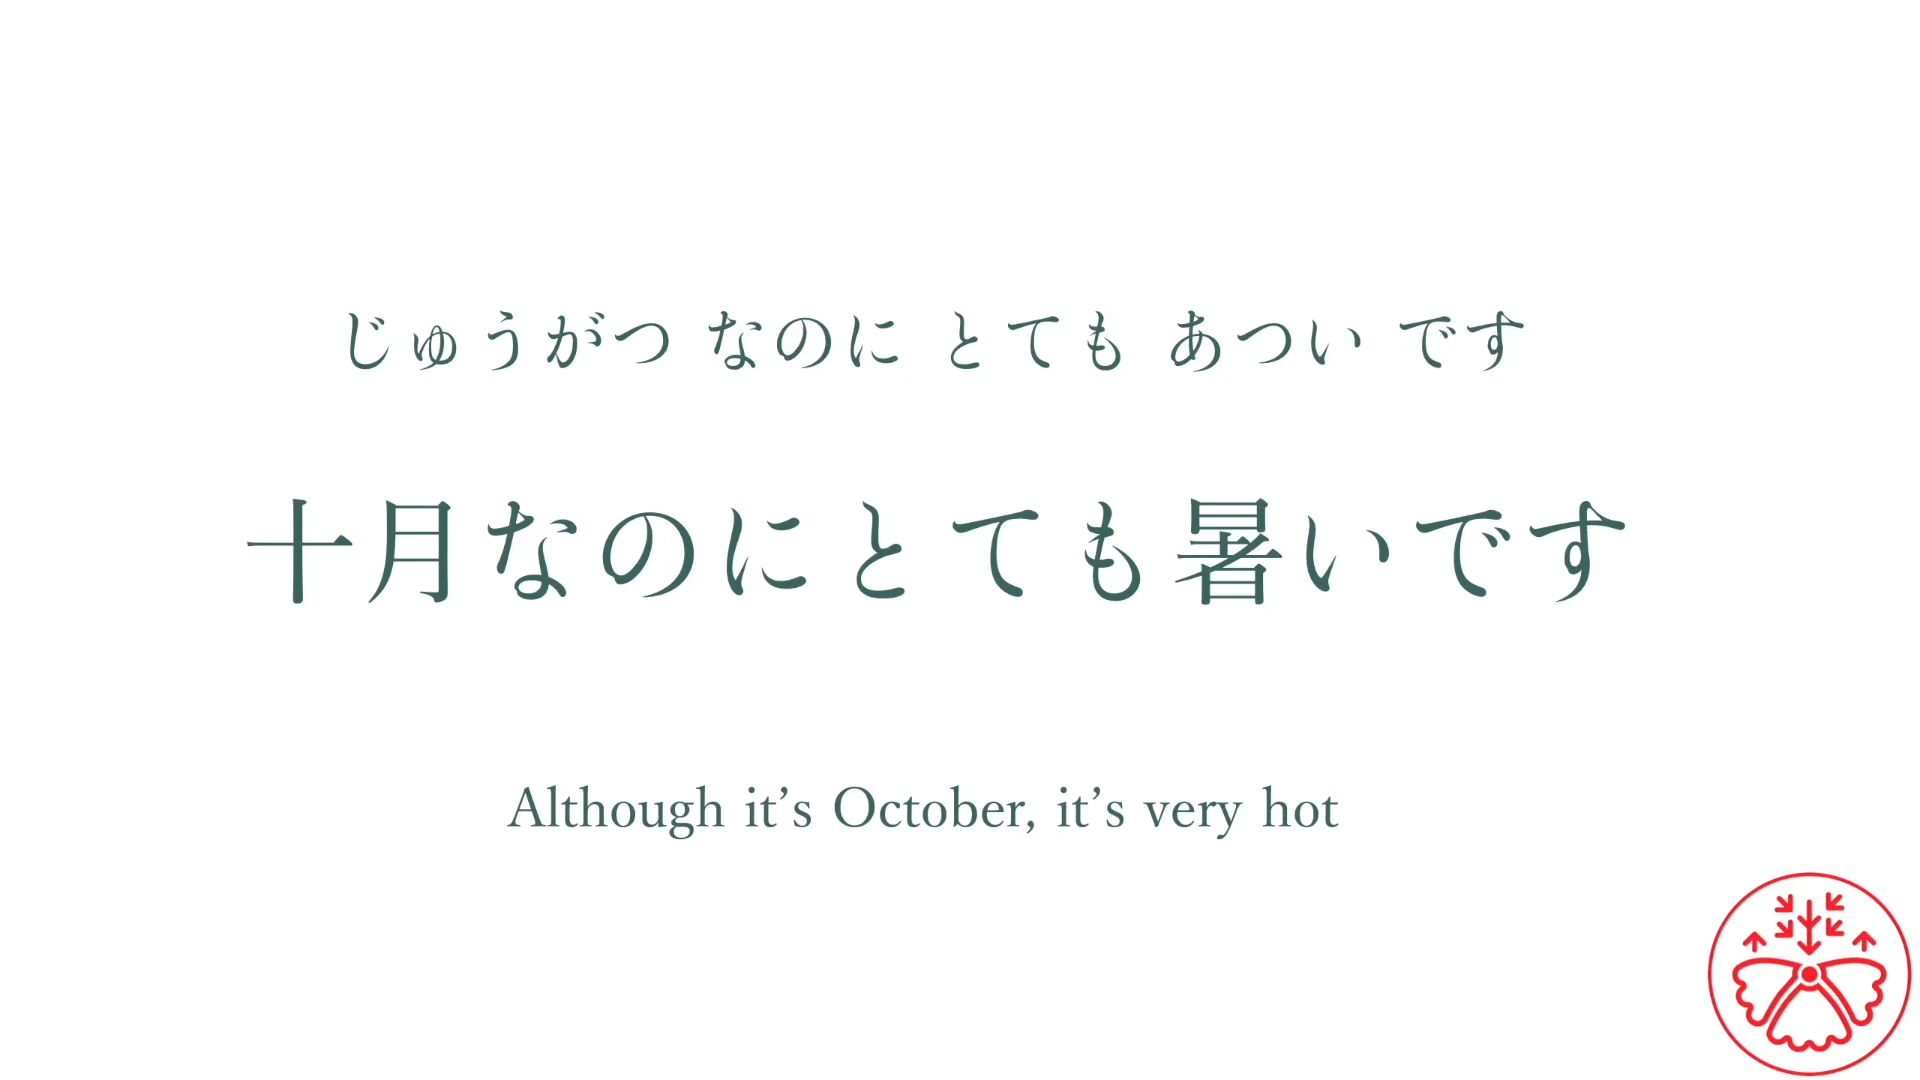 じゅうがつ なのに とても あつい です
十月なのにとても暑いです
Although it’s October, it’s very hot